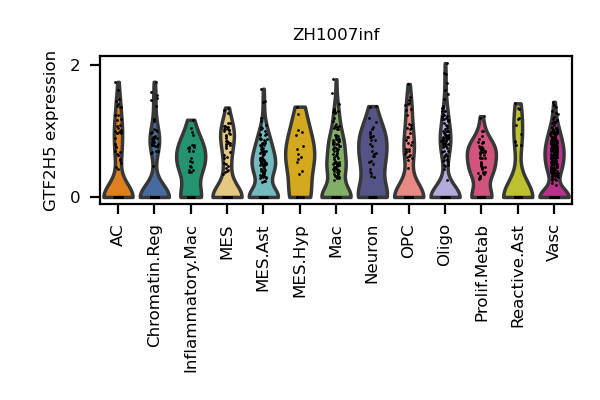 ZH1007inf
GTF2H5 expression
2
0
AC
Chromatin.Reg
Inflammatory.Mac
MES
MES.Ast
MES.Hyp
Mac
Neuron
OPC
Oligo
Prolif.Metab
Reactive.Ast
Vasc